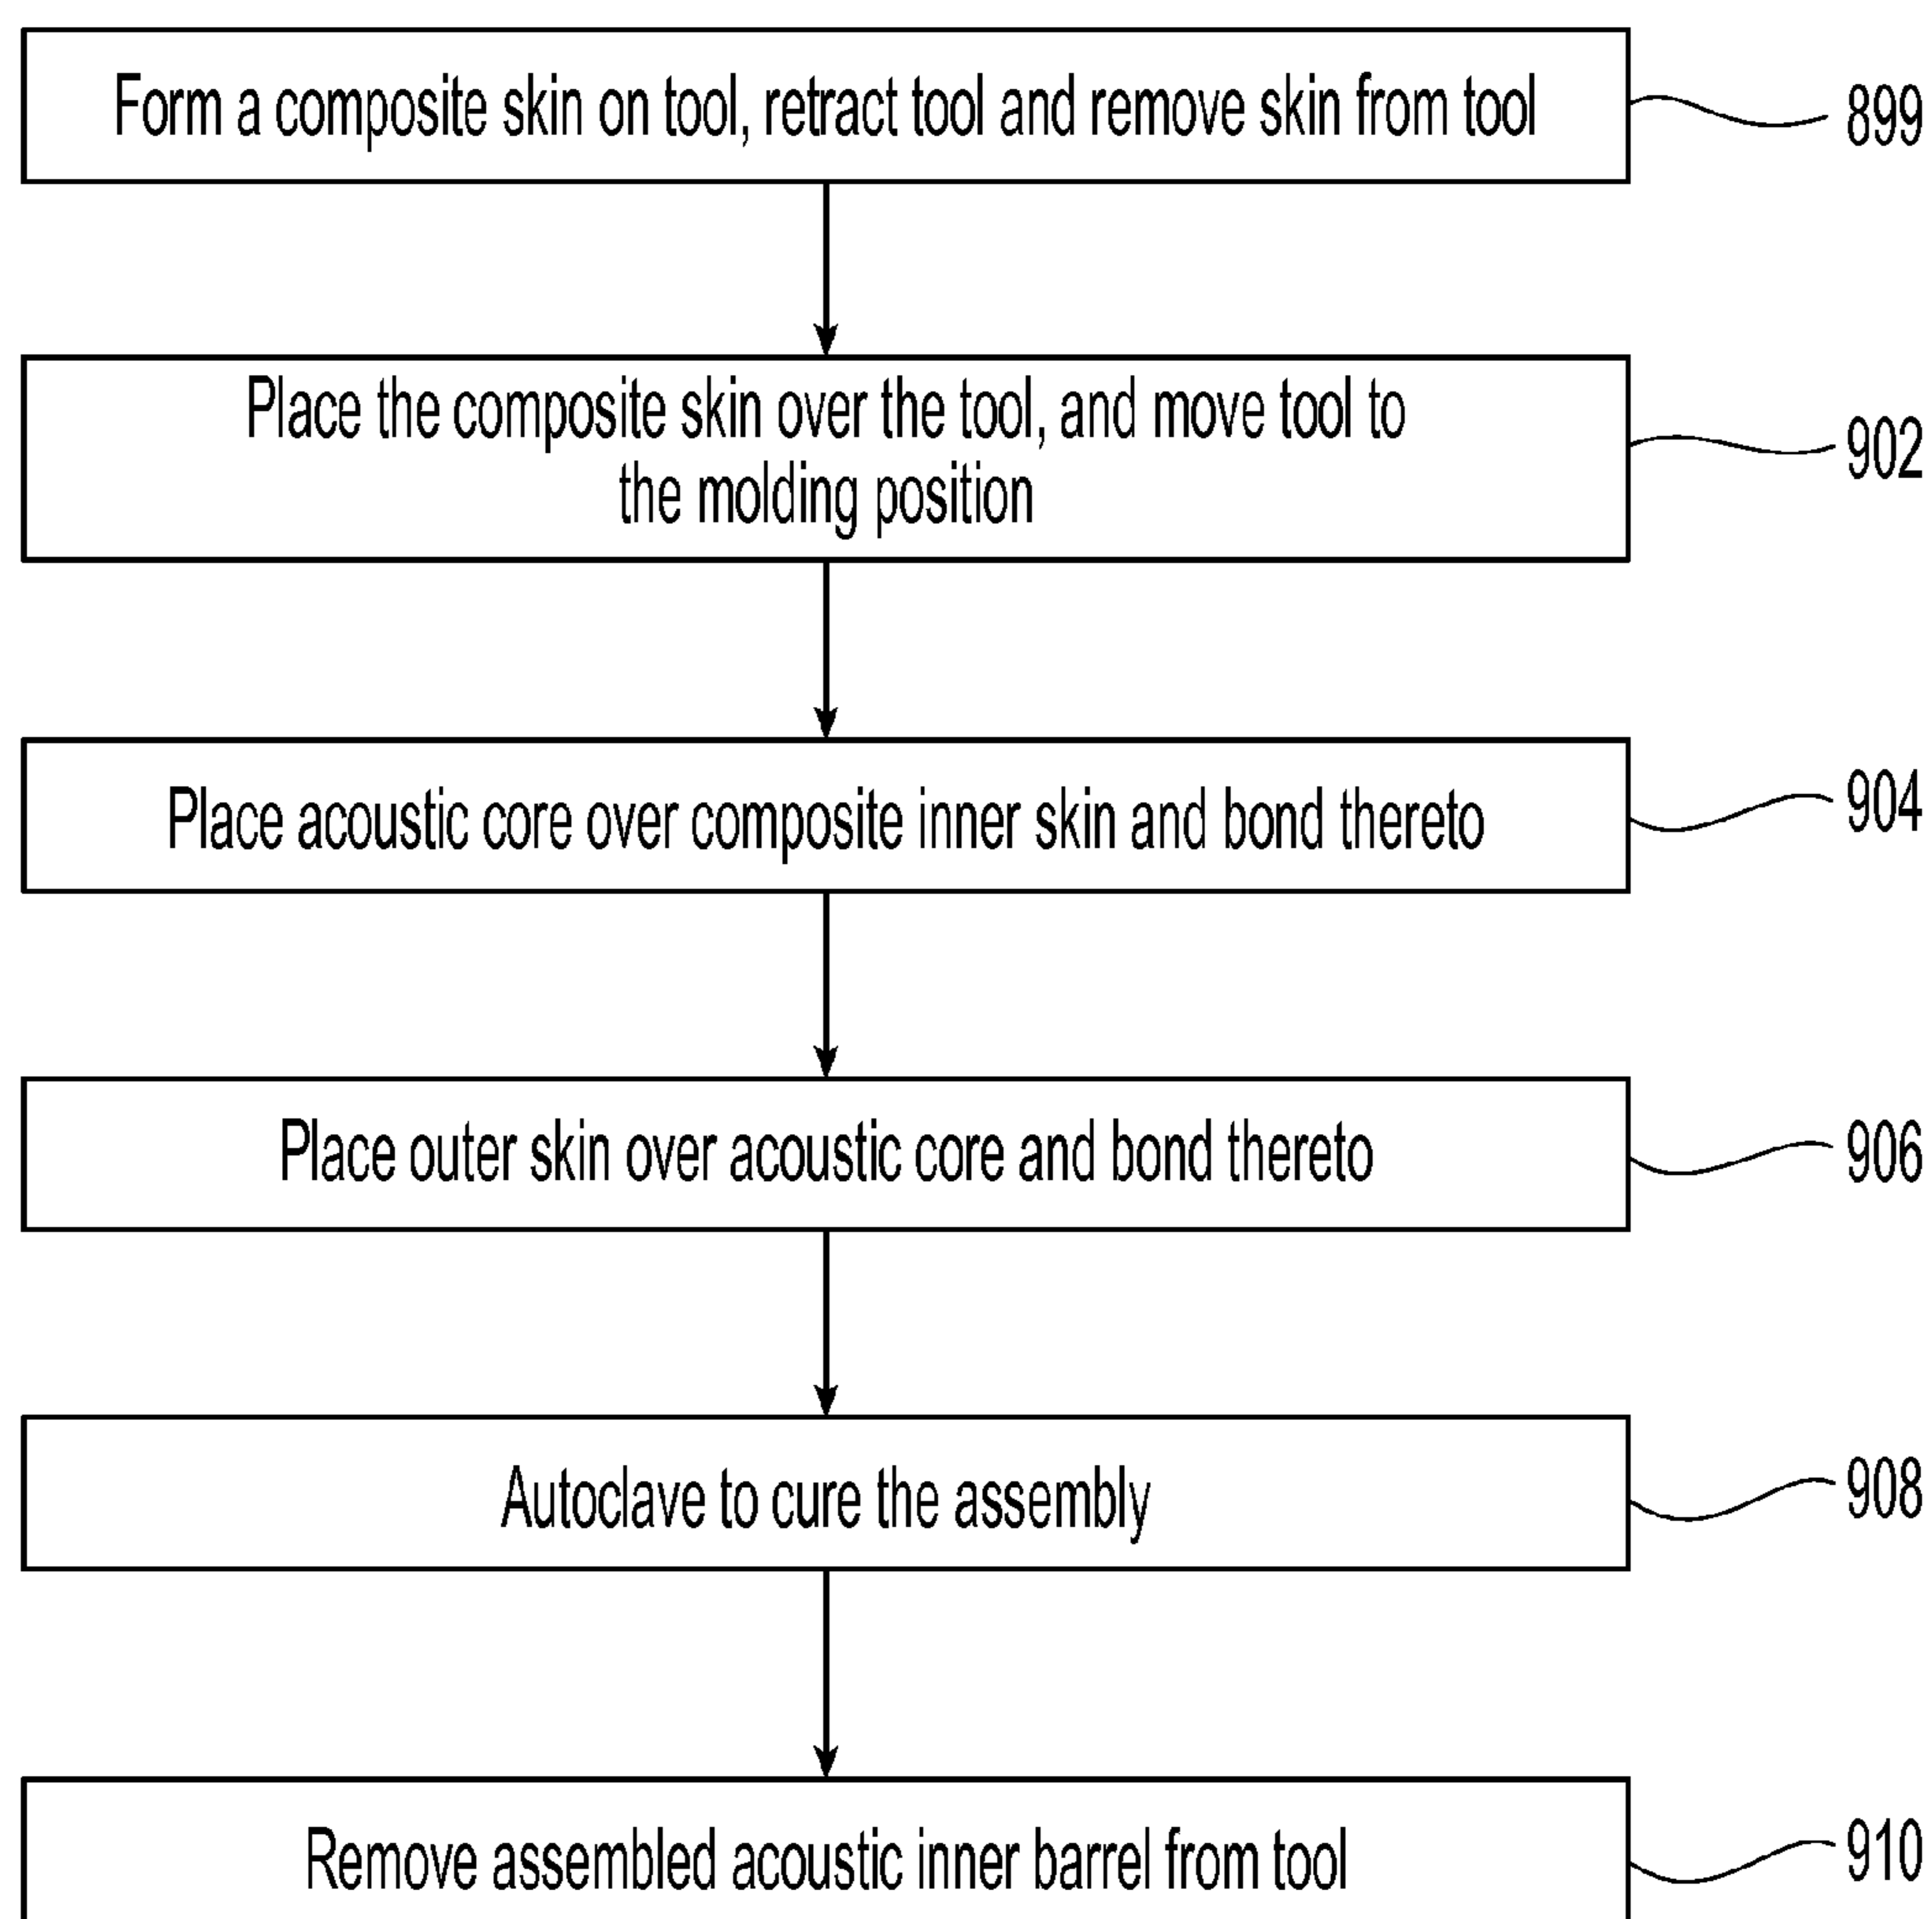 Form a composite skin on tool, retract tool and remove skin from tool
899
Place the composite skin over the tool, and move tool to
the molding position
902
Place acoustic core over composite inner skin and bond thereto
904
Place outer skin over acoustic core and bond thereto
906
Autoclave to cure the assembly
908
Remove assembled acoustic inner barrel from tool
910